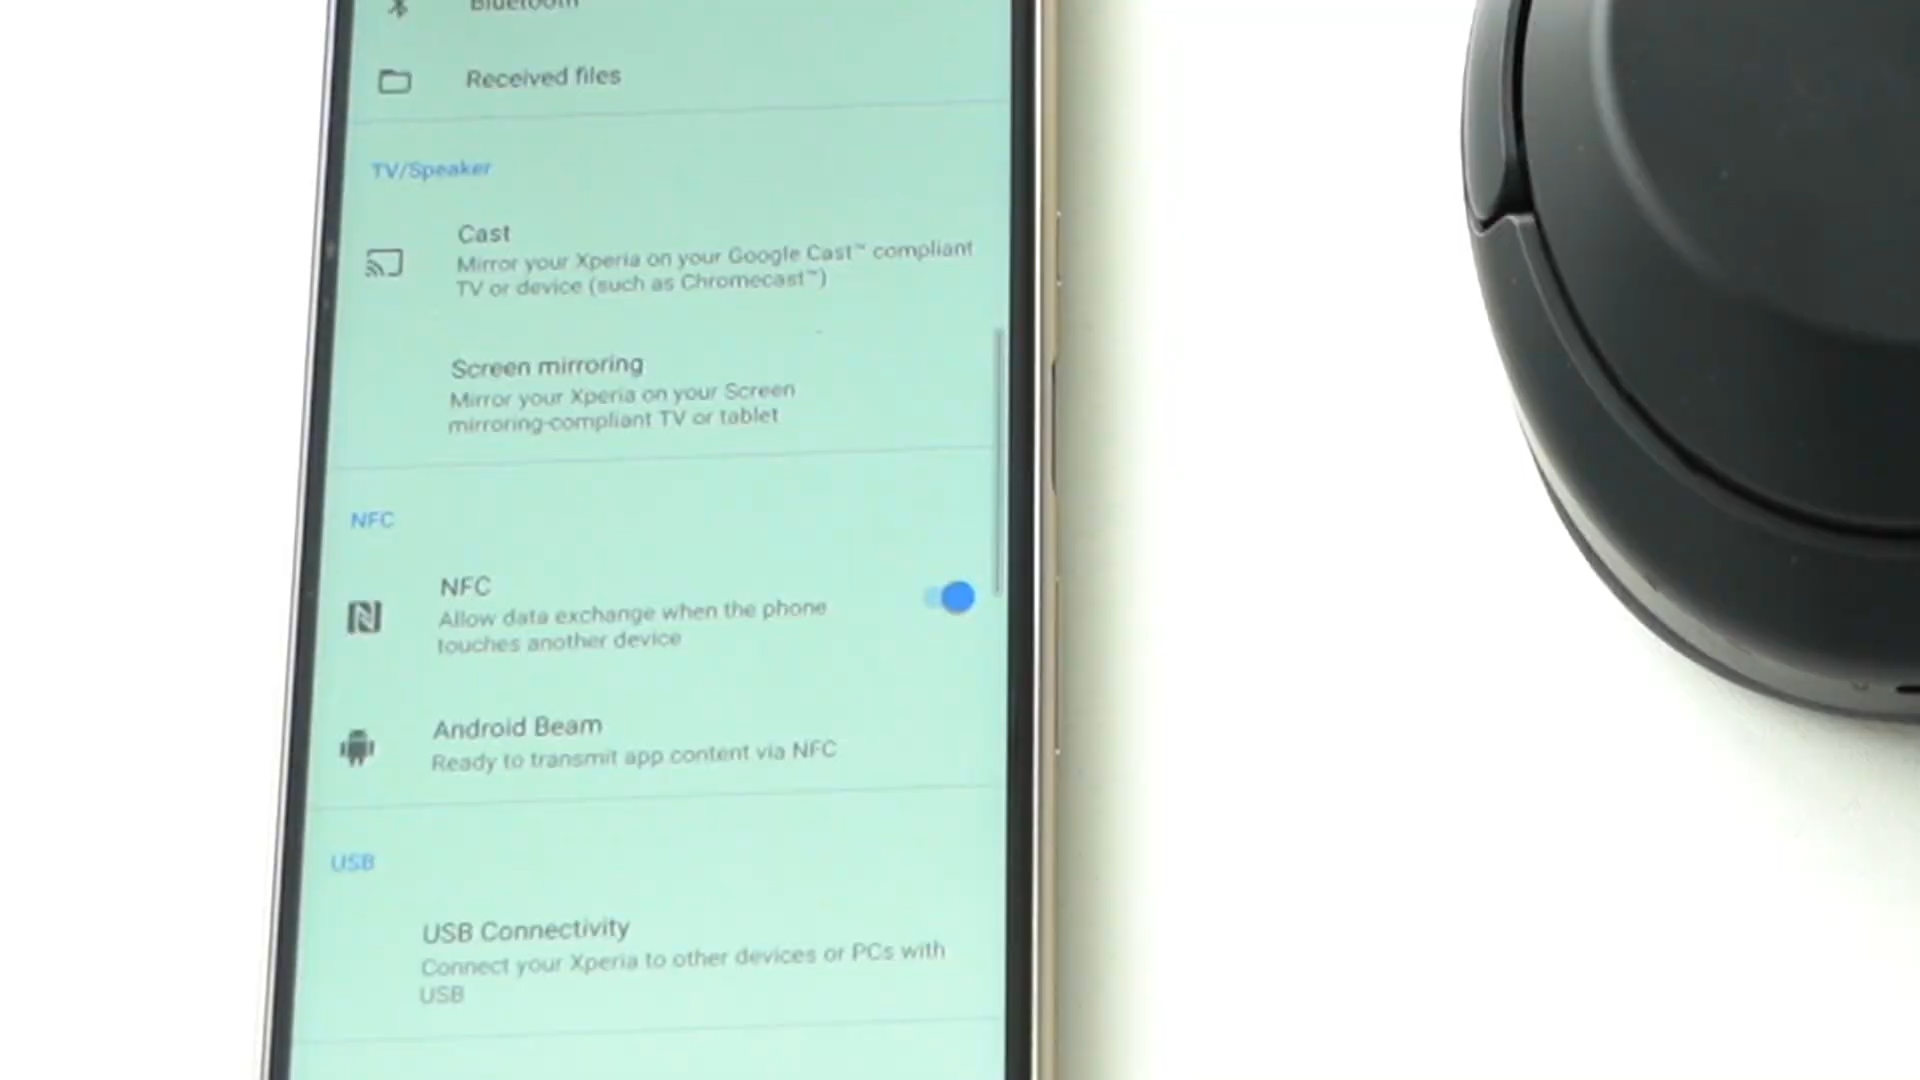 Bluetooth
Received files
TV/Speaker
Cast
Mirror your Xperia on your Google Cast™ compliant
TV or device (such as Chromecast™)
Screen mirroring
Mirror your Xperia on your Screen
mirroring-compliant TV or tablet
NFC
NFC
Allow data exchange when the phone
touches another device
Android Beam
Ready to transmit app content via NFC
USB
USB Connectivity
Connect your Xperia to other devices or PCs with
USB